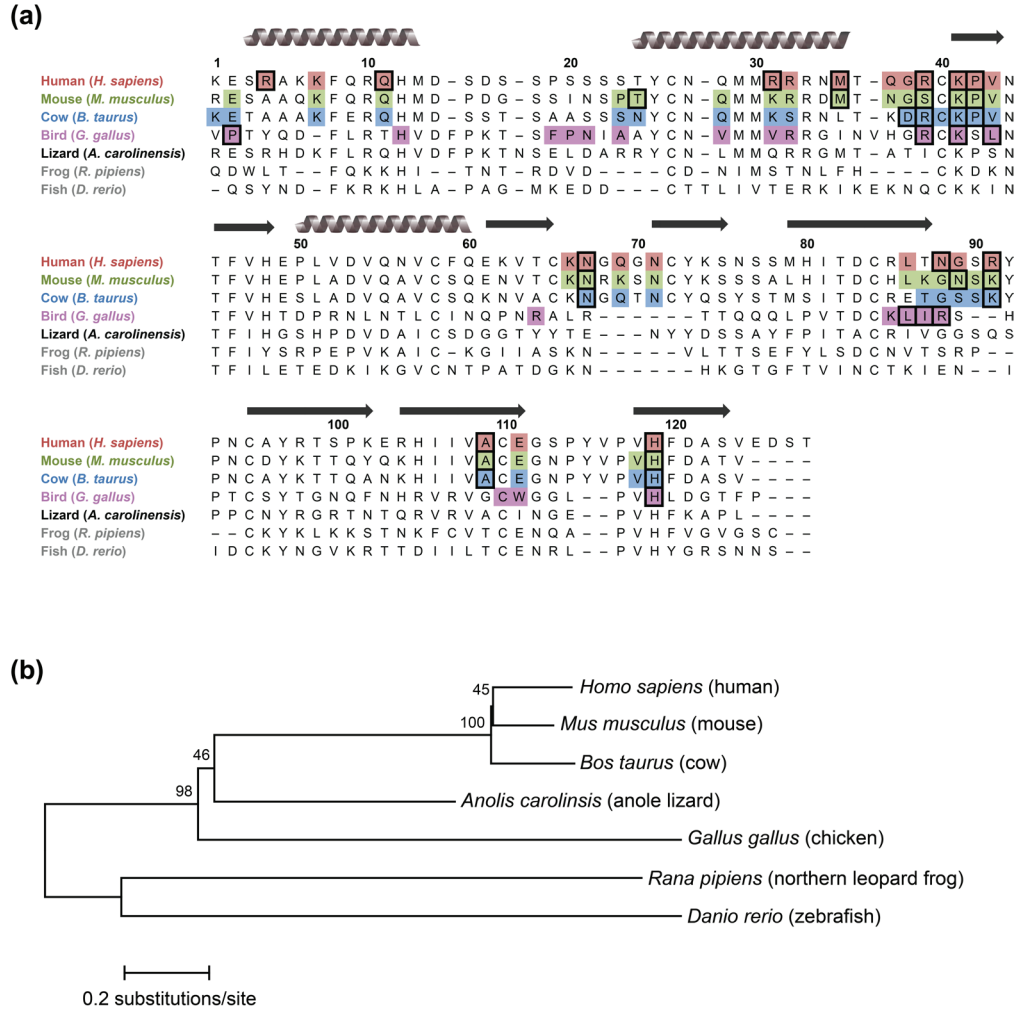 (a)
1 10 20 30 40
Human (H. sapiens) K E S R A K K F Q R Q H M D – S D S – S P S S S S T Y C N – Q M M R R R N M T – Q G R C K P V N
Mouse (M. musculus) R E S A A Q K F Q R Q H M D – P D G – S S I N S P T Y C N – Q M M K R R D M T – N G S C K P V N
Cow (B. taurus) K E T A A A K F E R Q H M D – S S T – S S A S S S N Y C N – Q M M K S R N L T – K D R C K P V N
Bird (G. gallus) V P T Y Q D – F L R T H V D F P K T S F P N A A Y C N – V M M V R R G I N V H G R C K S L N
Lizard (A. carolinensis) R E S R H D K F L R Q H V D F P K T N S E L D A R R Y C N – L M M Q R R G M T – A T I C K P S N
Frog (R. pipiens) Q D W L T – – F Q K K H I – – T N T – R D V D – – – – C D – N I M S T N L F H – – – – C K D K N
Fish (D. rerio) – Q S Y N D – F K R K H L A – P A G – M K E D D – – – C T T L I V T E R K I K E K N Q C K K I N
50 60 70 80 90
Human (H. sapiens) T F V H E P L V D V Q N V C F Q E K V T C K N G Q G N C Y K S N S S M H I T D C R L T N G S R Y
Mouse (M. musculus) T F V H E P L A D V Q A V C S Q K N V T C K N R K S N C Y K S S S A L H I T D C H L K G N S K Y
Cow (B. taurus) T F V H E S L A D V Q A V C S Q K N V A C K N G Q T N C Y Q S Y S T M S I T D C R E T G S S K Y
Bird (G. gallus) T F V H T D P R N L N T L C I N Q P N R A L R – – – – – – T T Q Q Q L P V T D C K L I R S – – H
Lizard (A. carolinensis) T F I H G S H P D V D A I C S D G G T Y T E – – – N Y Y D S S A Y F P I T A C R I V G G S Q S
Frog (R. pipiens) T F I Y S R P E P V K A I C – K G I I A S K N – – – – – V L T T S E F Y L S D C N V T S R P – –
Fish (D. rerio) T F I L E T E D K I K G V C N T P A T D G K N – – – – – – H K G T G F T V I N C T K I E N – – I
100 110 120
Human (H. sapiens) P N C A Y R T S P K E R H I I V A C E G S P Y V P V H F D A S V E D S T
Mouse (M. musculus) P N C D Y K T T Q Y Q K H I I V A C E G N P Y V P V H F D A T V – – – –
Cow (B. taurus) P N C A Y K T T Q A N K H I I V A C E G N P Y V P V H F D A S V – – – –
Bird (G. gallus) P T C S Y T G N Q F N H R V R V G C W G G L – – P V H L D G T F P – – –
Lizard (A. carolinensis) P P C N Y R G R T N T Q R V R V A C I N G E – – P V H F K A P L – – – –
Frog (R. pipiens) – – C K Y K L K K S T N K F C V T C E N Q A – – P V H F V G V G S C – –
Fish (D. rerio) I D C K Y N G V K R T T D I I L T C E N R L – – P V H Y G R S N N S – –
(b)
45
Homo sapiens (human)
Mus musculus (mouse)
100
46
Bos taurus (cow)
98
Anolis carolinsis (anole lizard)
Gallus gallus (chicken)
Rana pipiens (northern leopard frog)
Danio rerio (zebrafish)
0.2 substitutions/site